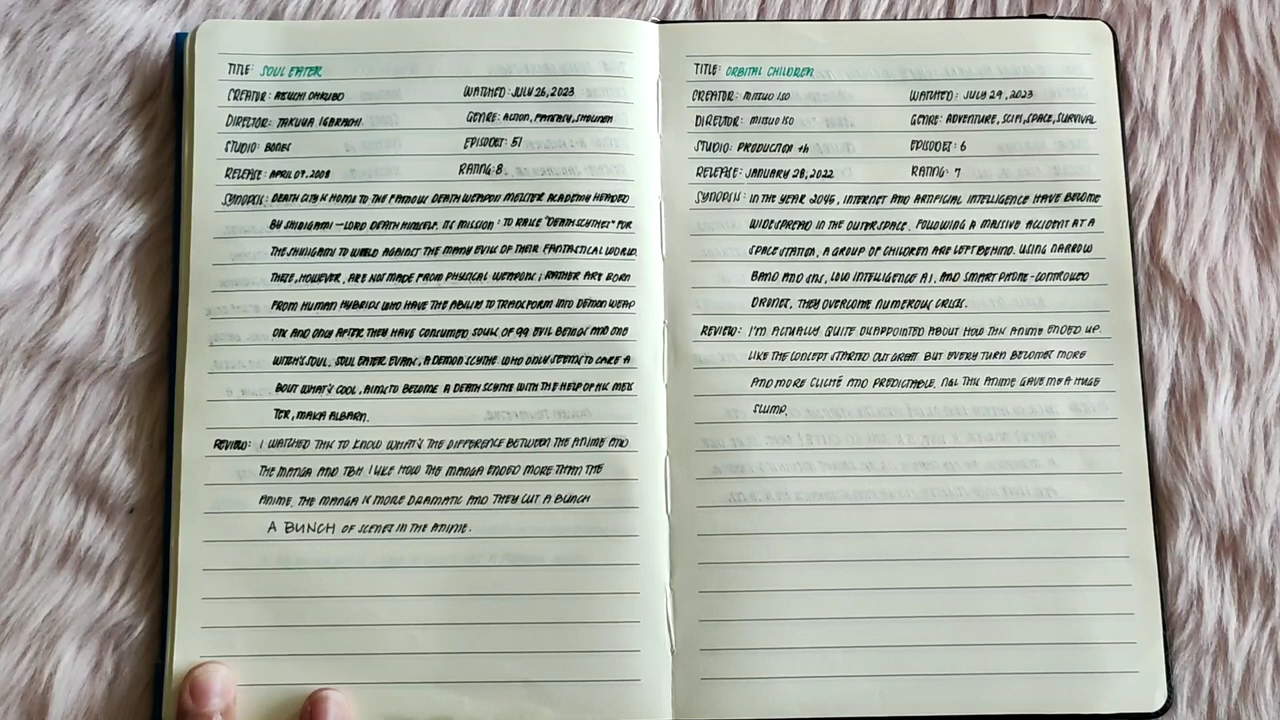 TITLE: SOUL EATER
CREATOR: ATSUSHI OHKUBO WATCHED: JULY 26, 2023
DIRECTOR: TAKUYA IGARASHI GENRE: ACTION, FANTASY, SHOUNEN
STUDIO: BONES EPISODES: 51
RELEASE: APRIL 07, 2008 RATING: 8
SYNOPSIS: DEATH CITY IS HOME TO THE FAMOUS DEATH WEAPON MEISTER ACADEMY HEADED
BY SHINIGAMI—LORD DEATH HIMSELF. ITS MISSION: TO RAISE "DEATH SCYTHES" FOR
THE SHINIGAMI TO WIELD AGAINST THE MANY EVILS OF THEIR FANTASTICAL WORLD.
THESE, HOWEVER, ARE NOT MADE FROM PHYSICAL WEAPONS; RATHER ARE BORN
FROM HUMAN HYBRIDS WHO HAVE THE ABILITY TO TRANSFORM INTO DEMON WEAP
ONS AND ONLY AFTER THEY HAVE CONSUMED SOULS OF 99 EVIL BEINGS AND ONE
WITCH'S SOUL. SOUL EATER EVANS, A DEMON SCYTHE WHO ONLY SEEMS TO CARE A
BOUT WHAT'S COOL, AIMS TO BECOME A DEATH SCYTHE WITH THE HELP OF HIS MEIS
TER, MAKA ALBARN.
REVIEW: I WATCHED THIS TO KNOW WHAT'S THE DIFFERENCE BETWEEN THE ANIME AND
THE MANGA AND TBH I LIKE HOW THE MANGA ENDED MORE THAN THE
ANIME. THE MANGA IS MORE DRAMATIC AND THEY CUT A BUNCH
A BUNCH OF SCENES IN THE ANIME.
TITLE: ORBITAL CHILDREN
CREATOR: MITSUO ISO WATCHED: JULY 29, 2023
DIRECTOR: MITSUO ISO GENRE: ADVENTURE, SCIFI, SPACE, SURVIVAL
STUDIO: PRODUCTION +h EPISODES: 6
RELEASE: JANUARY 28, 2022 RATING: 7
SYNOPSIS: IN THE YEAR 2045, INTERNET AND ARTIFICIAL INTELLIGENCE HAVE BECOME
WIDESPREAD IN THE OUTERSPACE. FOLLOWING A MASSIVE ACCIDENT AT A
SPACE STATION, A GROUP OF CHILDREN ARE LEFT BEHIND. USING NARROW
BAND AND SNS, LOW INTELLIGENCE A.I. AND SMART PHONE-CONTROLLED
DRONES, THEY OVERCOME NUMEROUS CRISIS.
REVIEW: I'M ACTUALLY QUITE DISAPPOINTED ABOUT HOW THIS ANIME ENDED UP.
LIKE THE CONCEPT STARTED OUT GREAT BUT EVERY TURN BECOMES MORE
AND MORE CLICHÉ AND PREDICTABLE. NGL THIS ANIME GAVE ME A HUGE
SLUMP.